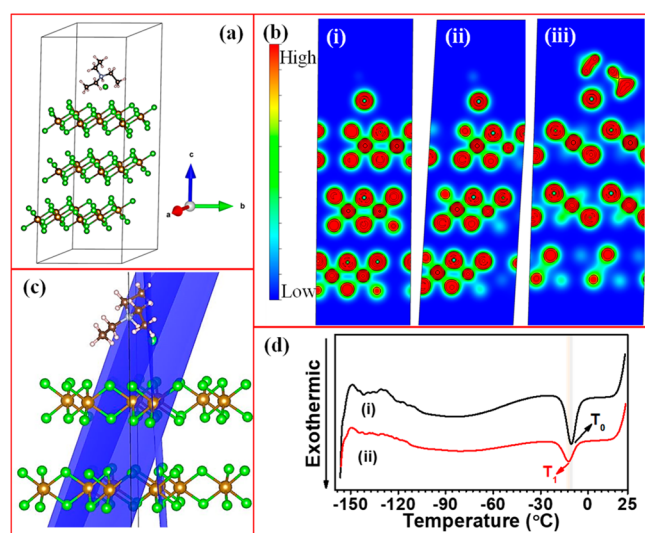 (a)
c
a
b
(b)
High
Low
(i)
(ii)
(iii)
(c)
(d)
Exothermic
(i)
(ii)
T0
T1
-150 -120 -90 -60 -30 0 25
Temperature (°C)